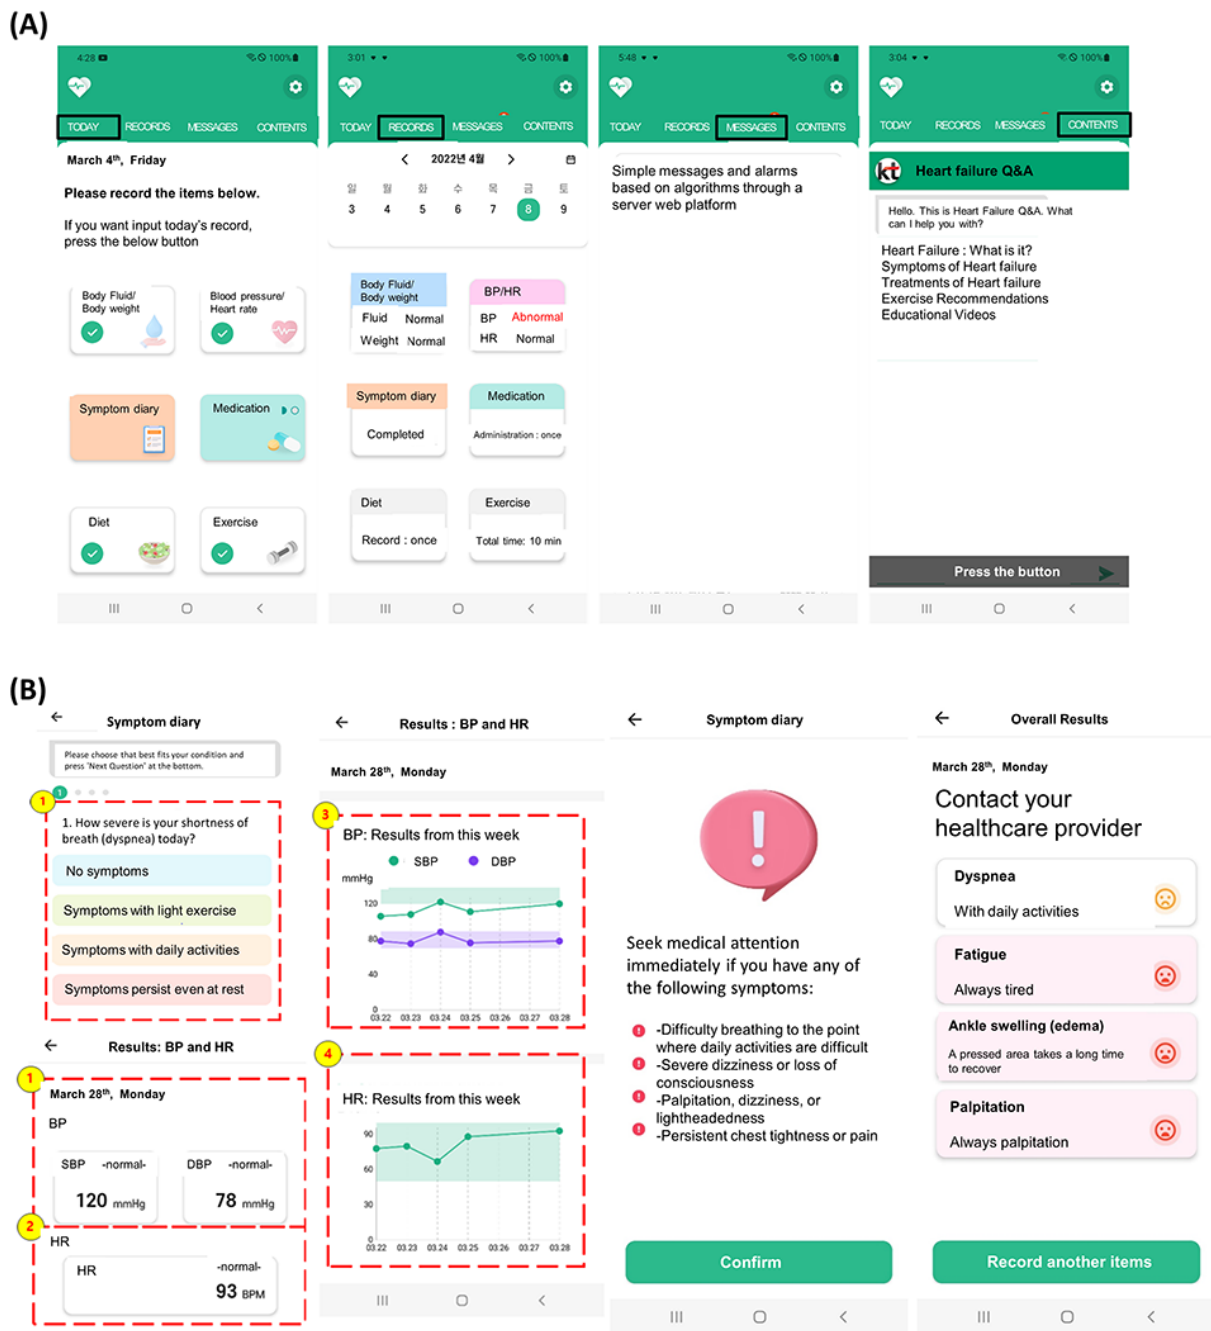 (A)
4:28 100%
TODAY RECORDS MESSAGES CONTENTS
March 4th, Friday
Please record the items below.
If you want input today's record,
press the below button
Body Fluid/
Body weight
Blood pressure/
Heart rate
Symptom diary
Medication
Diet
Exercise
3:01 100%
TODAY RECORDS MESSAGES CONTENTS
2022년 4월
일 월 화 수 목 금 토
3 4 5 6 7 8 9
Body Fluid/
Body weight
Fluid Normal
Weight Normal
BP/HR
BP Abnormal
HR Normal
Symptom diary
Completed
Medication
Administration : once
Diet
Record : once
Exercise
Total time: 10 min
5:48 100%
TODAY RECORDS MESSAGES CONTENTS
Simple messages and alarms
based on algorithms through a
server web platform
3:04 100%
TODAY RECORDS MESSAGES CONTENTS
kt Heart failure Q&A
Hello. This is Heart Failure Q&A. What
can I help you with?
Heart Failure : What is it?
Symptoms of Heart failure
Treatments of Heart failure
Exercise Recommendations
Educational Videos
Press the button
(B)
Symptom diary
Please choose that best fits your condition and
press 'Next Question' at the bottom.
1
1
1. How severe is your shortness of
breath (dyspnea) today?
No symptoms
Symptoms with light exercise
Symptoms with daily activities
Symptoms persist even at rest
Results: BP and HR
1
March 28th, Monday
BP
SBP -normal-
120 mmHg
DBP -normal-
78 mmHg
2
HR
HR -normal-
93 BPM
Results : BP and HR
March 28th, Monday
3
BP: Results from this week
SBP DBP
mmHg
120
80
40
0
03.22 03.23 03.24 03.25 03.28
4
HR: Results from this week
90
60
30
0
03.22 03.23 03.24 03.25 03.28
Symptom diary
Seek medical attention
immediately if you have any of
the following symptoms:
-Difficulty breathing to the point
where daily activities are difficult
-Severe dizziness or loss of
consciousness
-Palpitation, dizziness, or
lightheadedness
-Persistent chest tightness or pain
Confirm
Overall Results
March 28th, Monday
Contact your
healthcare provider
Dyspnea
With daily activities
Fatigue
Always tired
Ankle swelling (edema)
A pressed area takes a long time
to recover
Palpitation
Always palpitation
Record another items